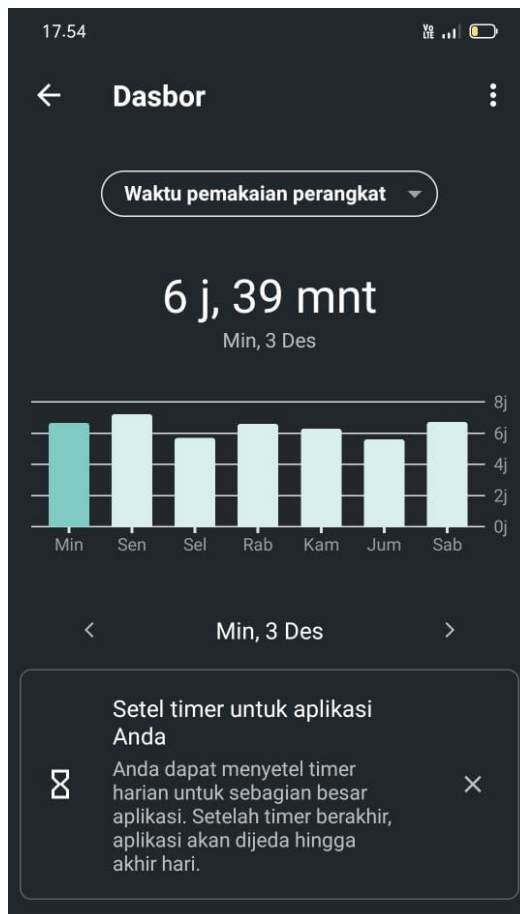 17.54
Vo LTE
Dasbor
Waktu pemakaian perangkat
6 j, 39 mnt
Min, 3 Des
8j
6j
4j
2j
0j
Min Sen Sel Rab Kam Jum Sab
Min, 3 Des
Setel timer untuk aplikasi
Anda
Anda dapat menyetel timer
harian untuk sebagian besar
aplikasi. Setelah timer berakhir,
aplikasi akan dijeda hingga
akhir hari.